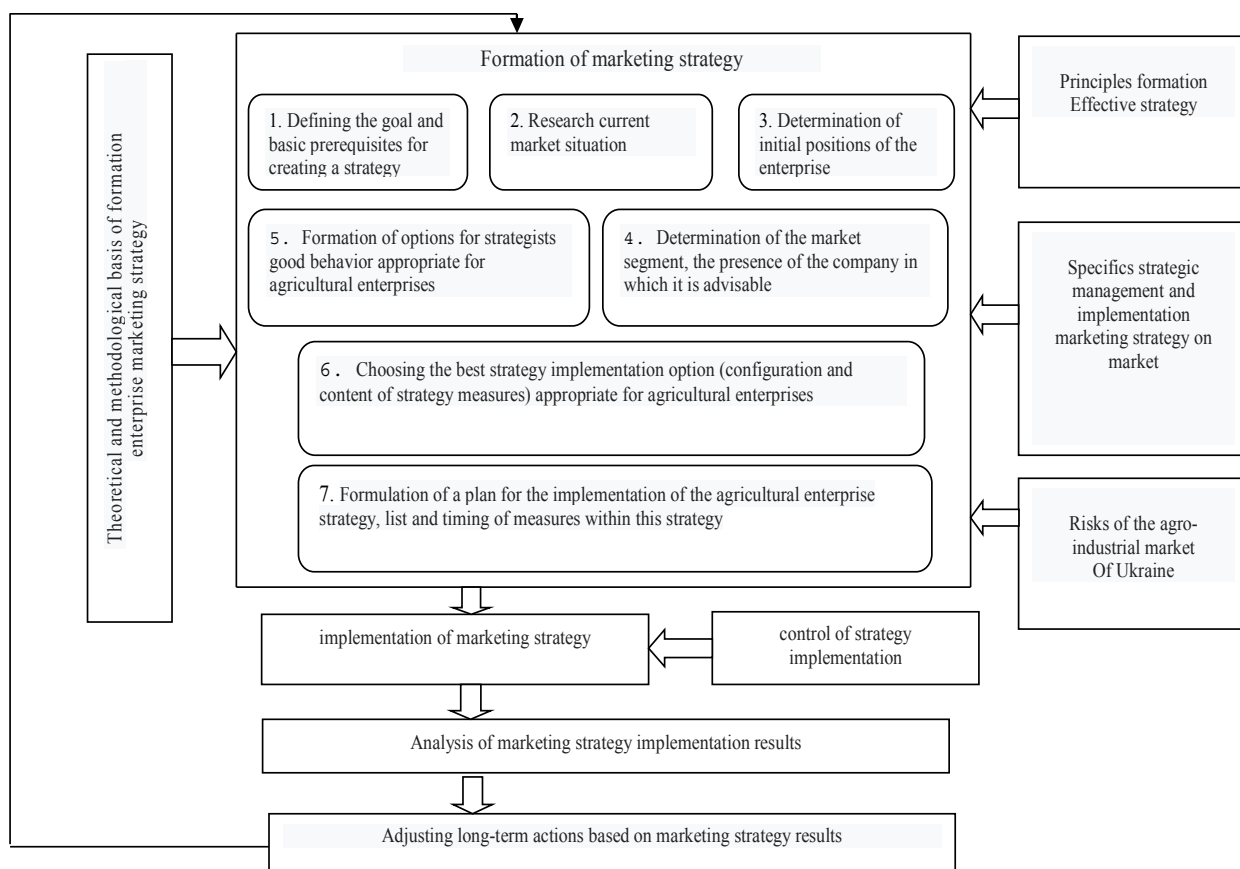 Formation of marketing strategy
Theoretical and methodological basis of formation
enterprise marketing strategy
1. Defining the goal and
basic prerequisites for
creating a strategy
2. Research current
market situation
3. Determination of
initial positions of the
enterprise
5. Formation of options for strategists
good behavior appropriate for
agricultural enterprises
4. Determination of the market
segment, the presence of the company in
which it is advisable
6. Choosing the best strategy implementation option (configuration and
content of strategy measures) appropriate for agricultural enterprises
7. Formulation of a plan for the implementation of the agricultural enterprise
strategy, list and timing of measures within this strategy
Principles formation
Effective strategy
Specifics strategic
management and
implementation
marketing strategy on
market
Risks of the agro-
industrial market
Of Ukraine
implementation of marketing strategy
control of strategy
implementation
Analysis of marketing strategy implementation results
Adjusting long-term actions based on marketing strategy results